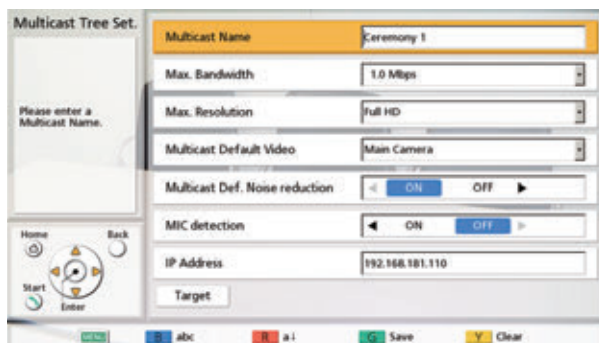 Multicast Tree Set.
Please enter a
Multicast Name.
Multicast Name
Ceremony 1
Max. Bandwidth
1.0 Mbps
Max. Resolution
Full HD
Multicast Default Video
Main Camera
Multicast Def. Noise reduction
ON OFF
MIC detection
ON OFF
IP Address
192.168.181.110
Target
Home
Back
Start
Enter
MENU
B abc
R a↓
G Save
Y Clear